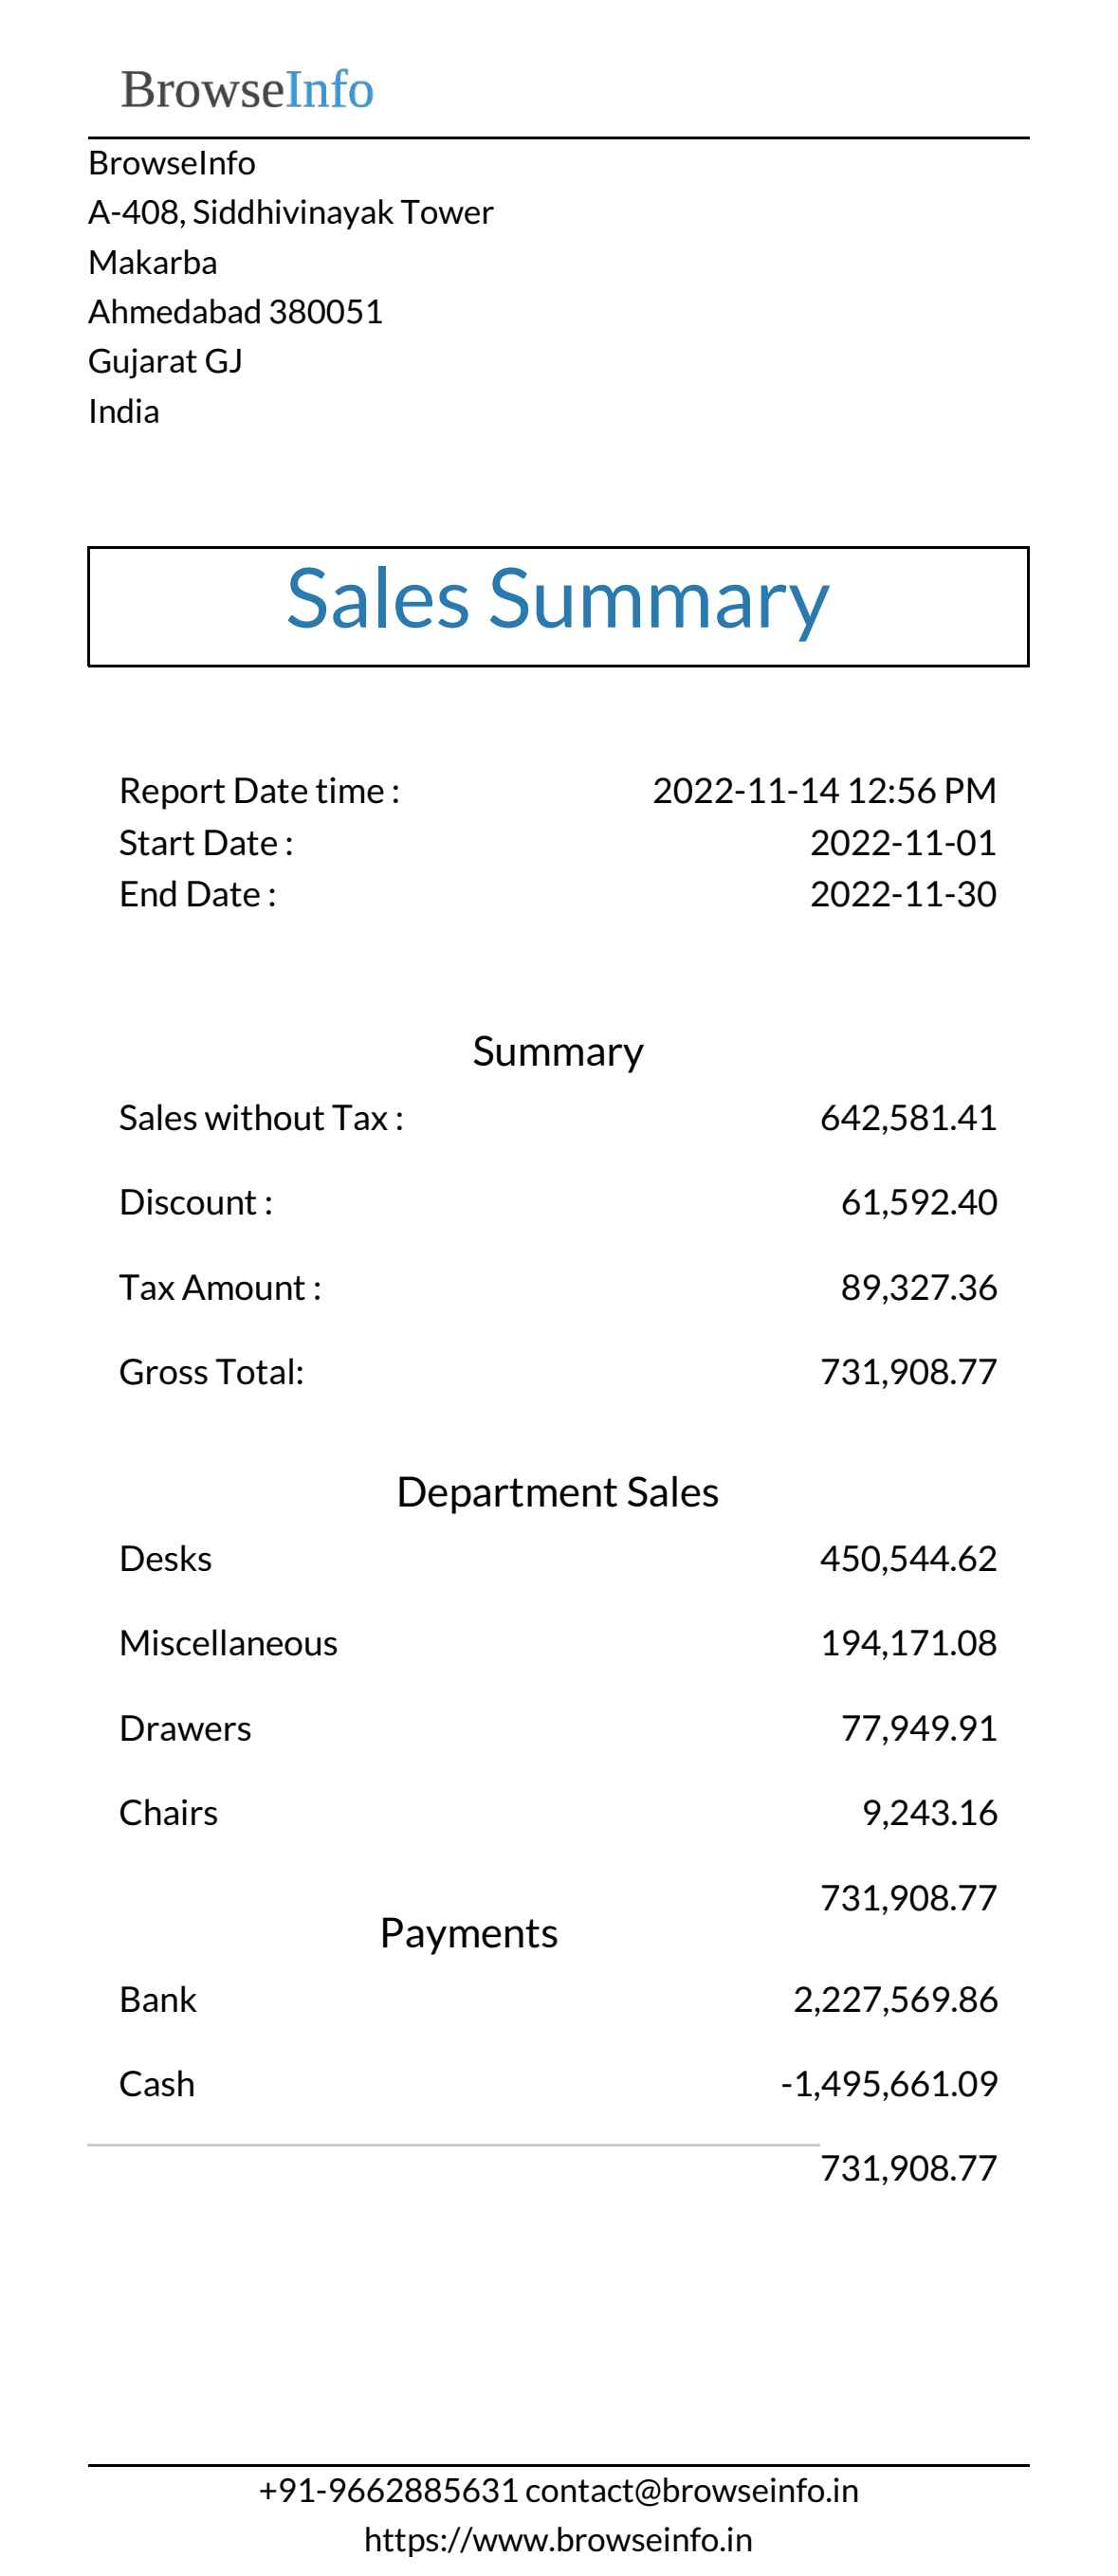 BrowseInfo
BrowseInfo
A-408, Siddhivinayak Tower
Makarba
Ahmedabad 380051
Gujarat GJ
India
Sales Summary
Report Date time : 2022-11-14 12:56 PM
Start Date : 2022-11-01
End Date : 2022-11-30
Summary
Sales without Tax : 642,581.41
Discount : 61,592.40
Tax Amount : 89,327.36
Gross Total: 731,908.77
Department Sales
Desks 450,544.62
Miscellaneous 194,171.08
Drawers 77,949.91
Chairs 9,243.16
731,908.77
Payments
Bank 2,227,569.86
Cash -1,495,661.09
731,908.77
+91-9662885631 contact@browseinfo.in
https://www.browseinfo.in